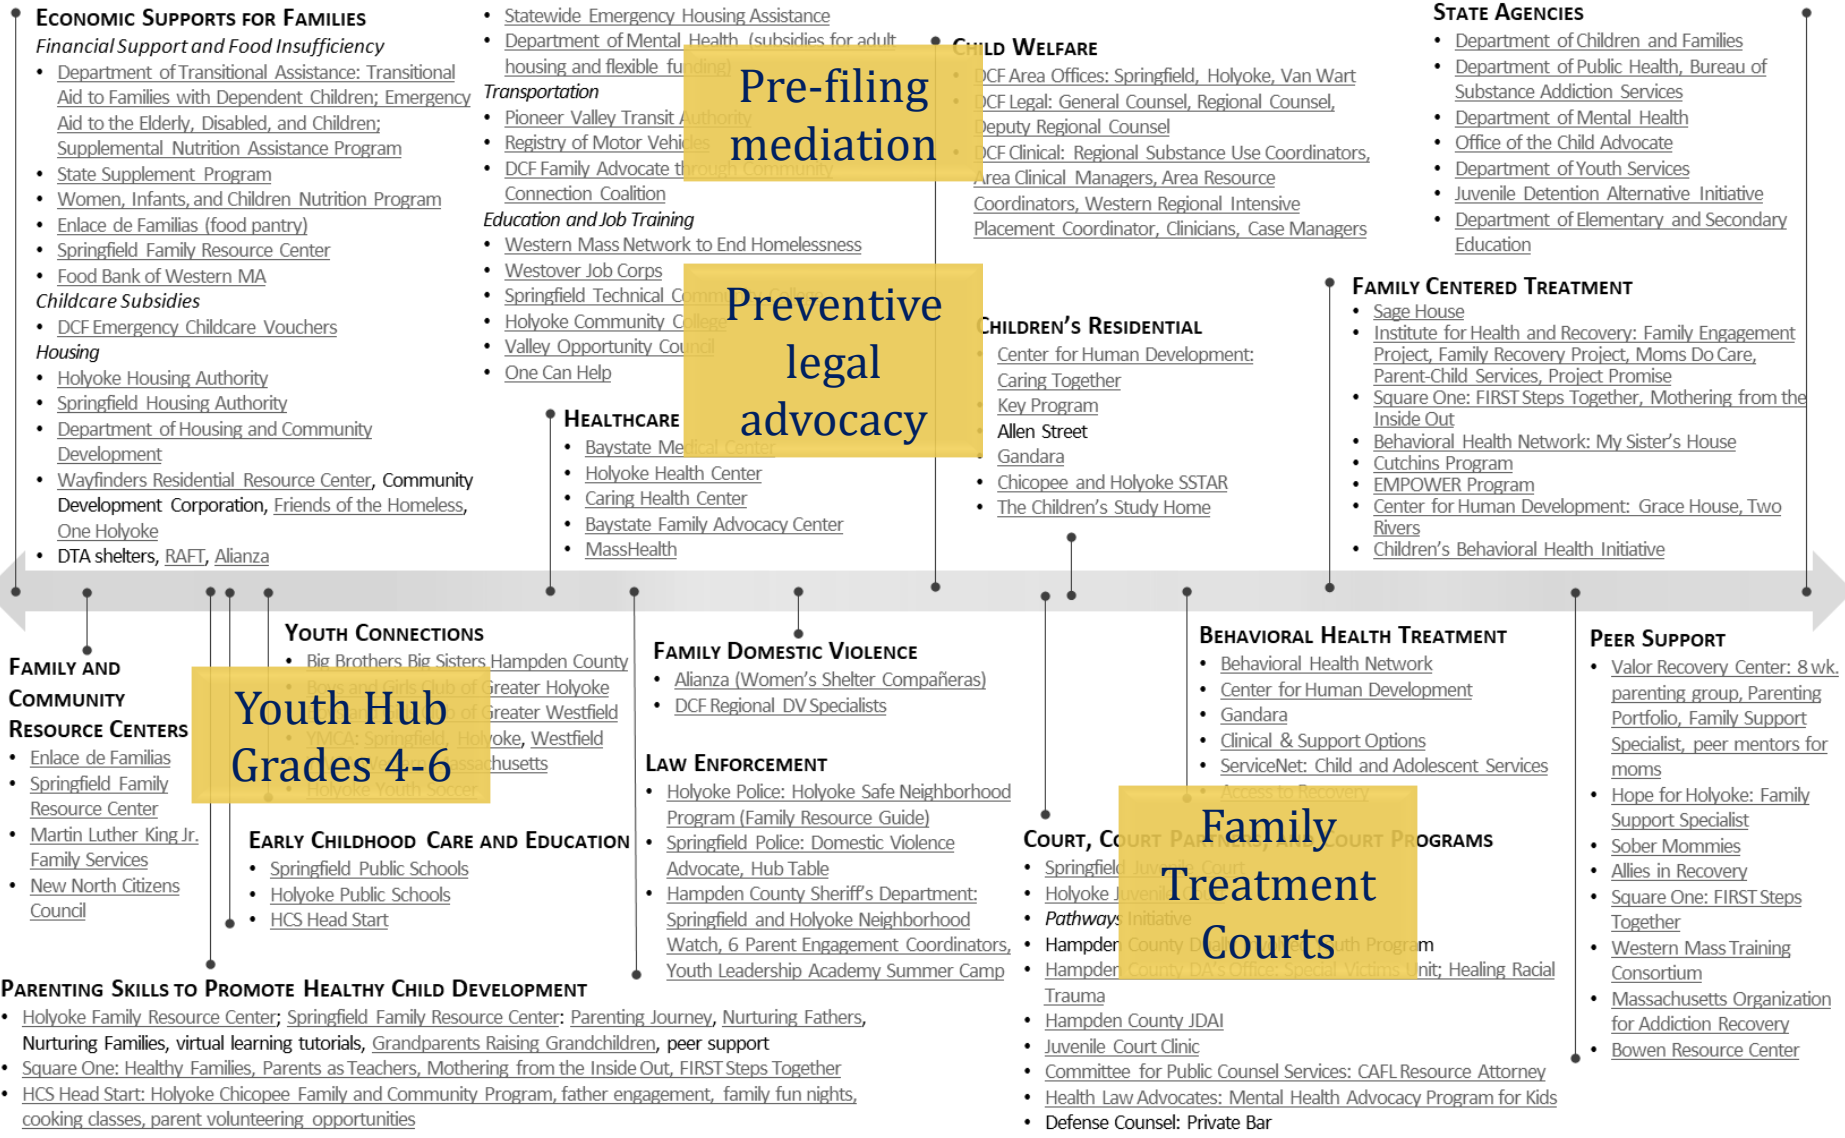 ECONOMIC SUPPORTS FOR FAMILIES
Financial Support and Food Insufficiency
• Department of Transitional Assistance: Transitional
Aid to Families with Dependent Children; Emergency
Aid to the Elderly, Disabled, and Children;
Supplemental Nutrition Assistance Program
• State Supplement Program
• Women, Infants, and Children Nutrition Program
• Enlace de Familias (food pantry)
• Springfield Family Resource Center
• Food Bank of Western MA
Childcare Subsidies
• DCF Emergency Childcare Vouchers
Housing
• Holyoke Housing Authority
• Springfield Housing Authority
• Department of Housing and Community
Development
• Wayfinders Residential Resource Center, Community
Development Corporation, Friends of the Homeless,
One Holyoke
• DTA shelters, RAFT, Alianza
• Statewide Emergency Housing Assistance
• Department of Mental Health (subsidies for adult
housing and flexible funding)
Transportation
• Pioneer Valley Transit Authority
• Registry of Motor Vehicles
• DCF Family Advocate through Community
Connection Coalition
Education and Job Training
• Western Mass Network to End Homelessness
• Westover Job Corps
• Springfield Technical Community College
• Holyoke Community College
• Valley Opportunity Council
• One Can Help
Pre-filing
mediation
Preventive
legal
advocacy
HEALTHCARE
• Baystate Medical Center
• Holyoke Health Center
• Caring Health Center
• Baystate Family Advocacy Center
• MassHealth
CHILD WELFARE
• DCF Area Offices: Springfield, Holyoke, Van Wart
• DCF Legal: General Counsel, Regional Counsel,
Deputy Regional Counsel
• DCF Clinical: Regional Substance Use Coordinators,
Area Clinical Managers, Area Resource
Coordinators, Western Regional Intensive
Placement Coordinator, Clinicians, Case Managers
CHILDREN'S RESIDENTIAL
• Center for Human Development:
Caring Together
• Key Program
• Allen Street
• Gandara
• Chicopee and Holyoke SSTAR
• The Children's Study Home
STATE AGENCIES
• Department of Children and Families
• Department of Public Health, Bureau of
Substance Addiction Services
• Department of Mental Health
• Office of the Child Advocate
• Department of Youth Services
• Juvenile Detention Alternative Initiative
• Department of Elementary and Secondary
Education
FAMILY CENTERED TREATMENT
• Sage House
• Institute for Health and Recovery: Family Engagement
Project, Family Recovery Project, Moms Do Care,
Parent-Child Services, Project Promise
• Square One: FIRST Steps Together, Mothering from the
Inside Out
• Behavioral Health Network: My Sister's House
• Cutchins Program
• EMPOWER Program
• Center for Human Development: Grace House, Two
Rivers
• Children's Behavioral Health Initiative
FAMILY AND
COMMUNITY
RESOURCE CENTERS
• Enlace de Familias
• Springfield Family
Resource Center
• Martin Luther King Jr.
Family Services
• New North Citizens
Council
YOUTH CONNECTIONS
• Big Brothers Big Sisters Hampden County
• Boys and Girls Club of Greater Holyoke
of Greater Westfield
• YMCA: Springfield, Holyoke, Westfield
Massachusetts
• Holyoke Youth Soccer
Youth Hub
Grades 4-6
EARLY CHILDHOOD CARE AND EDUCATION
• Springfield Public Schools
• Holyoke Public Schools
• HCS Head Start
PARENTING SKILLS TO PROMOTE HEALTHY CHILD DEVELOPMENT
• Holyoke Family Resource Center; Springfield Family Resource Center: Parenting Journey, Nurturing Fathers,
Nurturing Families, virtual learning tutorials, Grandparents Raising Grandchildren, peer support
• Square One: Healthy Families, Parents as Teachers, Mothering from the Inside Out, FIRST Steps Together
• HCS Head Start: Holyoke Chicopee Family and Community Program, father engagement, family fun nights,
cooking classes, parent volunteering opportunities
FAMILY DOMESTIC VIOLENCE
• Alianza (Women's Shelter Compañeras)
• DCF Regional DV Specialists
LAW ENFORCEMENT
• Holyoke Police: Holyoke Safe Neighborhood
Program (Family Resource Guide)
• Springfield Police: Domestic Violence
Advocate, Hub Table
• Hampden County Sheriff's Department:
Springfield and Holyoke Neighborhood
Watch, 6 Parent Engagement Coordinators,
Youth Leadership Academy Summer Camp
BEHAVIORAL HEALTH TREATMENT
• Behavioral Health Network
• Center for Human Development
• Gandara
• Clinical & Support Options
• ServiceNet: Child and Adolescent Services
• Access to Recovery
Family
Treatment
Courts
COURT, COURT PARTNERS, AND COURT PROGRAMS
• Springfield Juvenile Court
• Holyoke Juvenile Court
• Pathways Initiative
• Hampden County Dually Involved Youth Program
• Hampden County DA's Office: Special Victims Unit; Healing Racial
Trauma
• Hampden County JDAI
• Juvenile Court Clinic
• Committee for Public Counsel Services: CAFL Resource Attorney
• Health Law Advocates: Mental Health Advocacy Program for Kids
• Defense Counsel: Private Bar
PEER SUPPORT
• Valor Recovery Center: 8 wk.
parenting group, Parenting
Portfolio, Family Support
Specialist, peer mentors for
moms
• Hope for Holyoke: Family
Support Specialist
• Sober Mommies
• Allies in Recovery
• Square One: FIRST Steps
Together
• Western Mass Training
Consortium
• Massachusetts Organization
for Addiction Recovery
• Bowen Resource Center